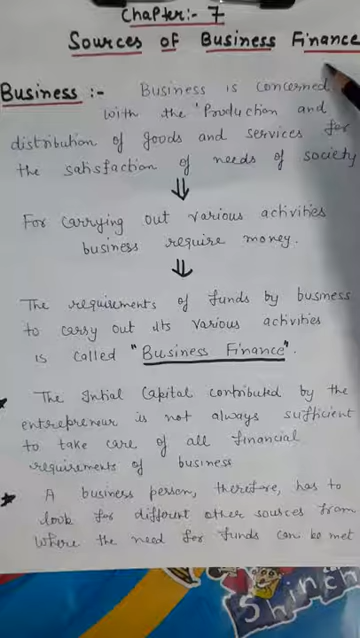 Chapter:- 7
Sources of Business Finance
Business :- Business is concerned
with the Production and
distribution of goods and services for
the satisfaction of needs of society
⇓
For carrying out various activities
business require money.
⇓
The requirements of funds by business
to carry out its various activities
is called "Business Finance".
* The Intial Capital contributed by the
entrepreneur is not always sufficient
to take care of all financial
requirements of business
* A business person, therefore, has to
look for different other sources from
where the need for funds can be met
Shinch